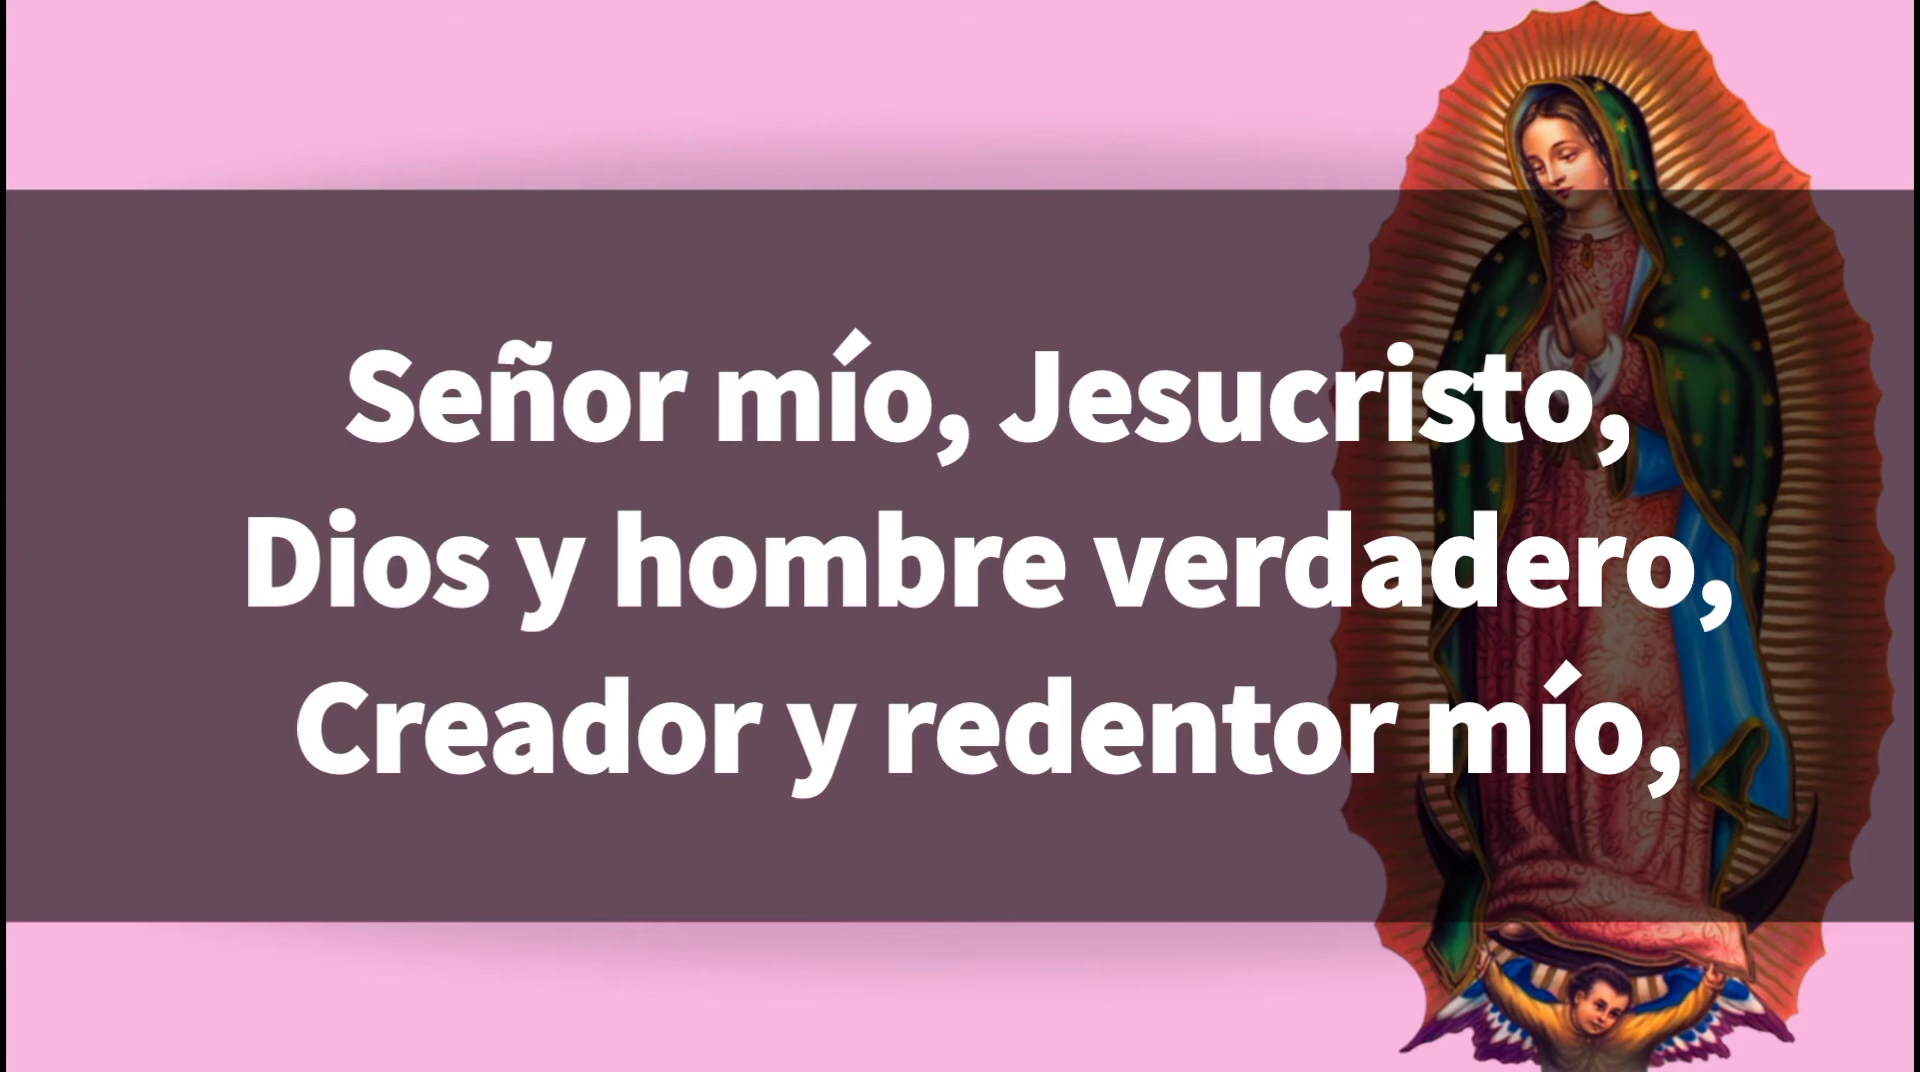 Señor mío, Jesucristo,
Dios y hombre verdadero,
Creador y redentor mío,